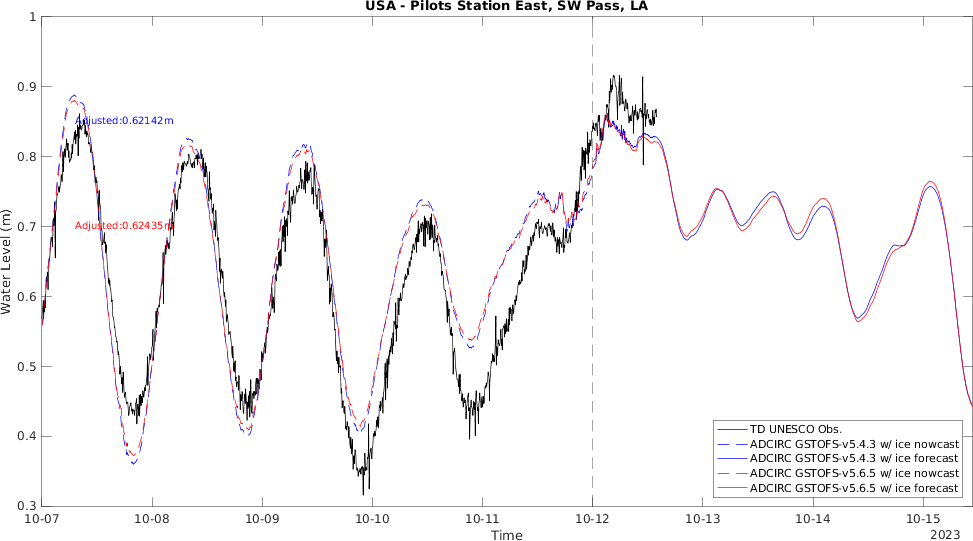 USA - Pilots Station East, SW Pass, LA
1
0.9
Adjusted:0.62142m
0.8
0.7
Adjusted:0.62435m
Water Level (m)
0.6
0.5
0.4
0.3
TD UNESCO Obs.
ADCIRC GSTOFS-v5.4.3 w/ ice nowcast
ADCIRC GSTOFS-v5.4.3 w/ ice forecast
ADCIRC GSTOFS-v5.6.5 w/ ice nowcast
ADCIRC GSTOFS-v5.6.5 w/ ice forecast
10-07 10-08 10-09 10-10 10-11 10-12 10-13 10-14 10-15
Time
2023